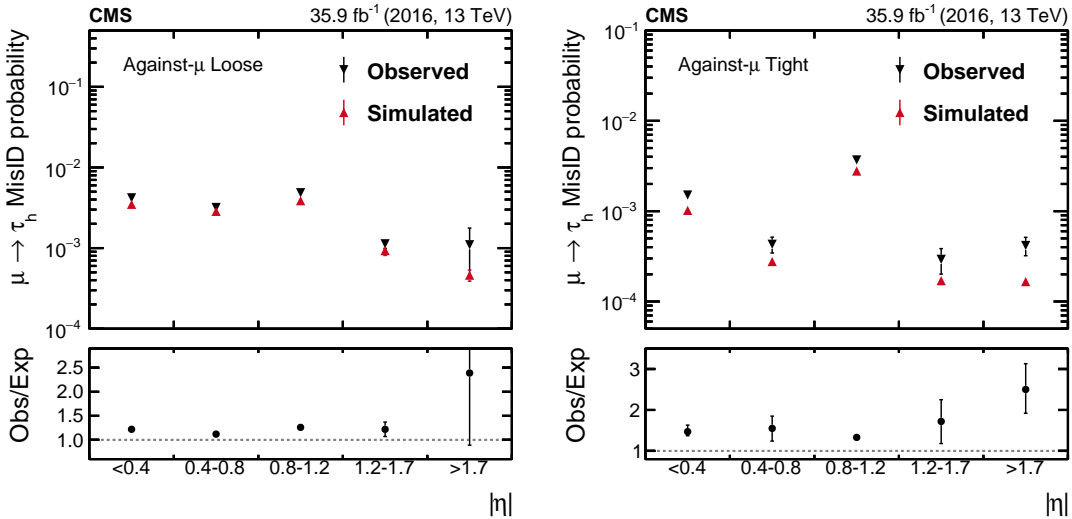 CMS 35.9 fb⁻¹ (2016, 13 TeV)
μ → τ_h MisID probability
Against-μ Loose
Observed
Simulated
10⁻¹
10⁻²
10⁻³
10⁻⁴
Obs/Exp
2.5
2.0
1.5
1.0
<0.4 0.4-0.8 0.8-1.2 1.2-1.7 >1.7
|η|
CMS 35.9 fb⁻¹ (2016, 13 TeV)
μ → τ_h MisID probability
Against-μ Tight
Observed
Simulated
10⁻¹
10⁻²
10⁻³
10⁻⁴
Obs/Exp
3
2
1
<0.4 0.4-0.8 0.8-1.2 1.2-1.7 >1.7
|η|